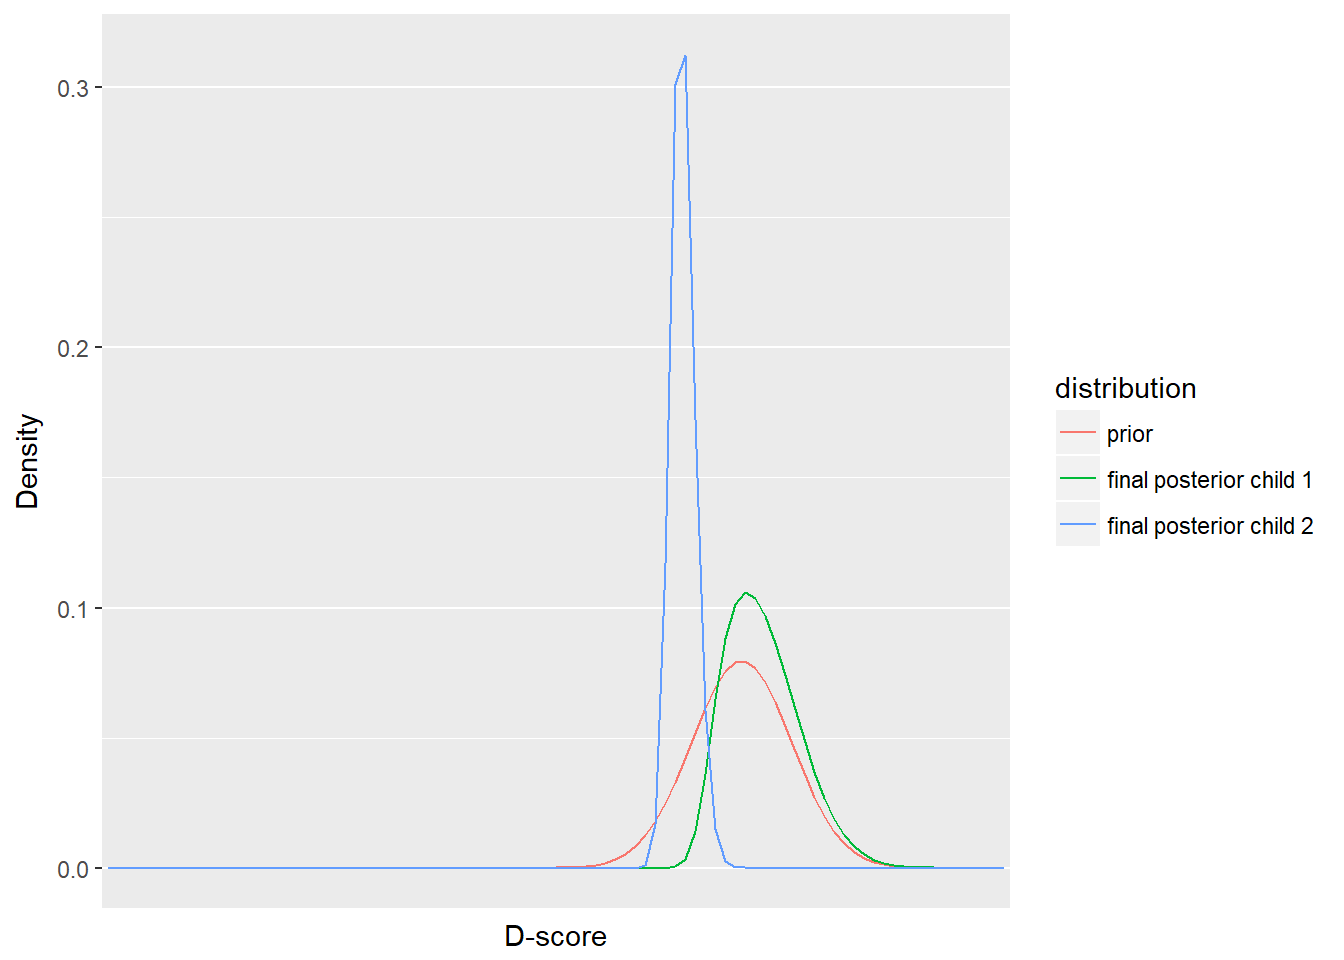 0.3
0.2
0.1
0.0
Density
D-score
distribution
prior
final posterior child 1
final posterior child 2